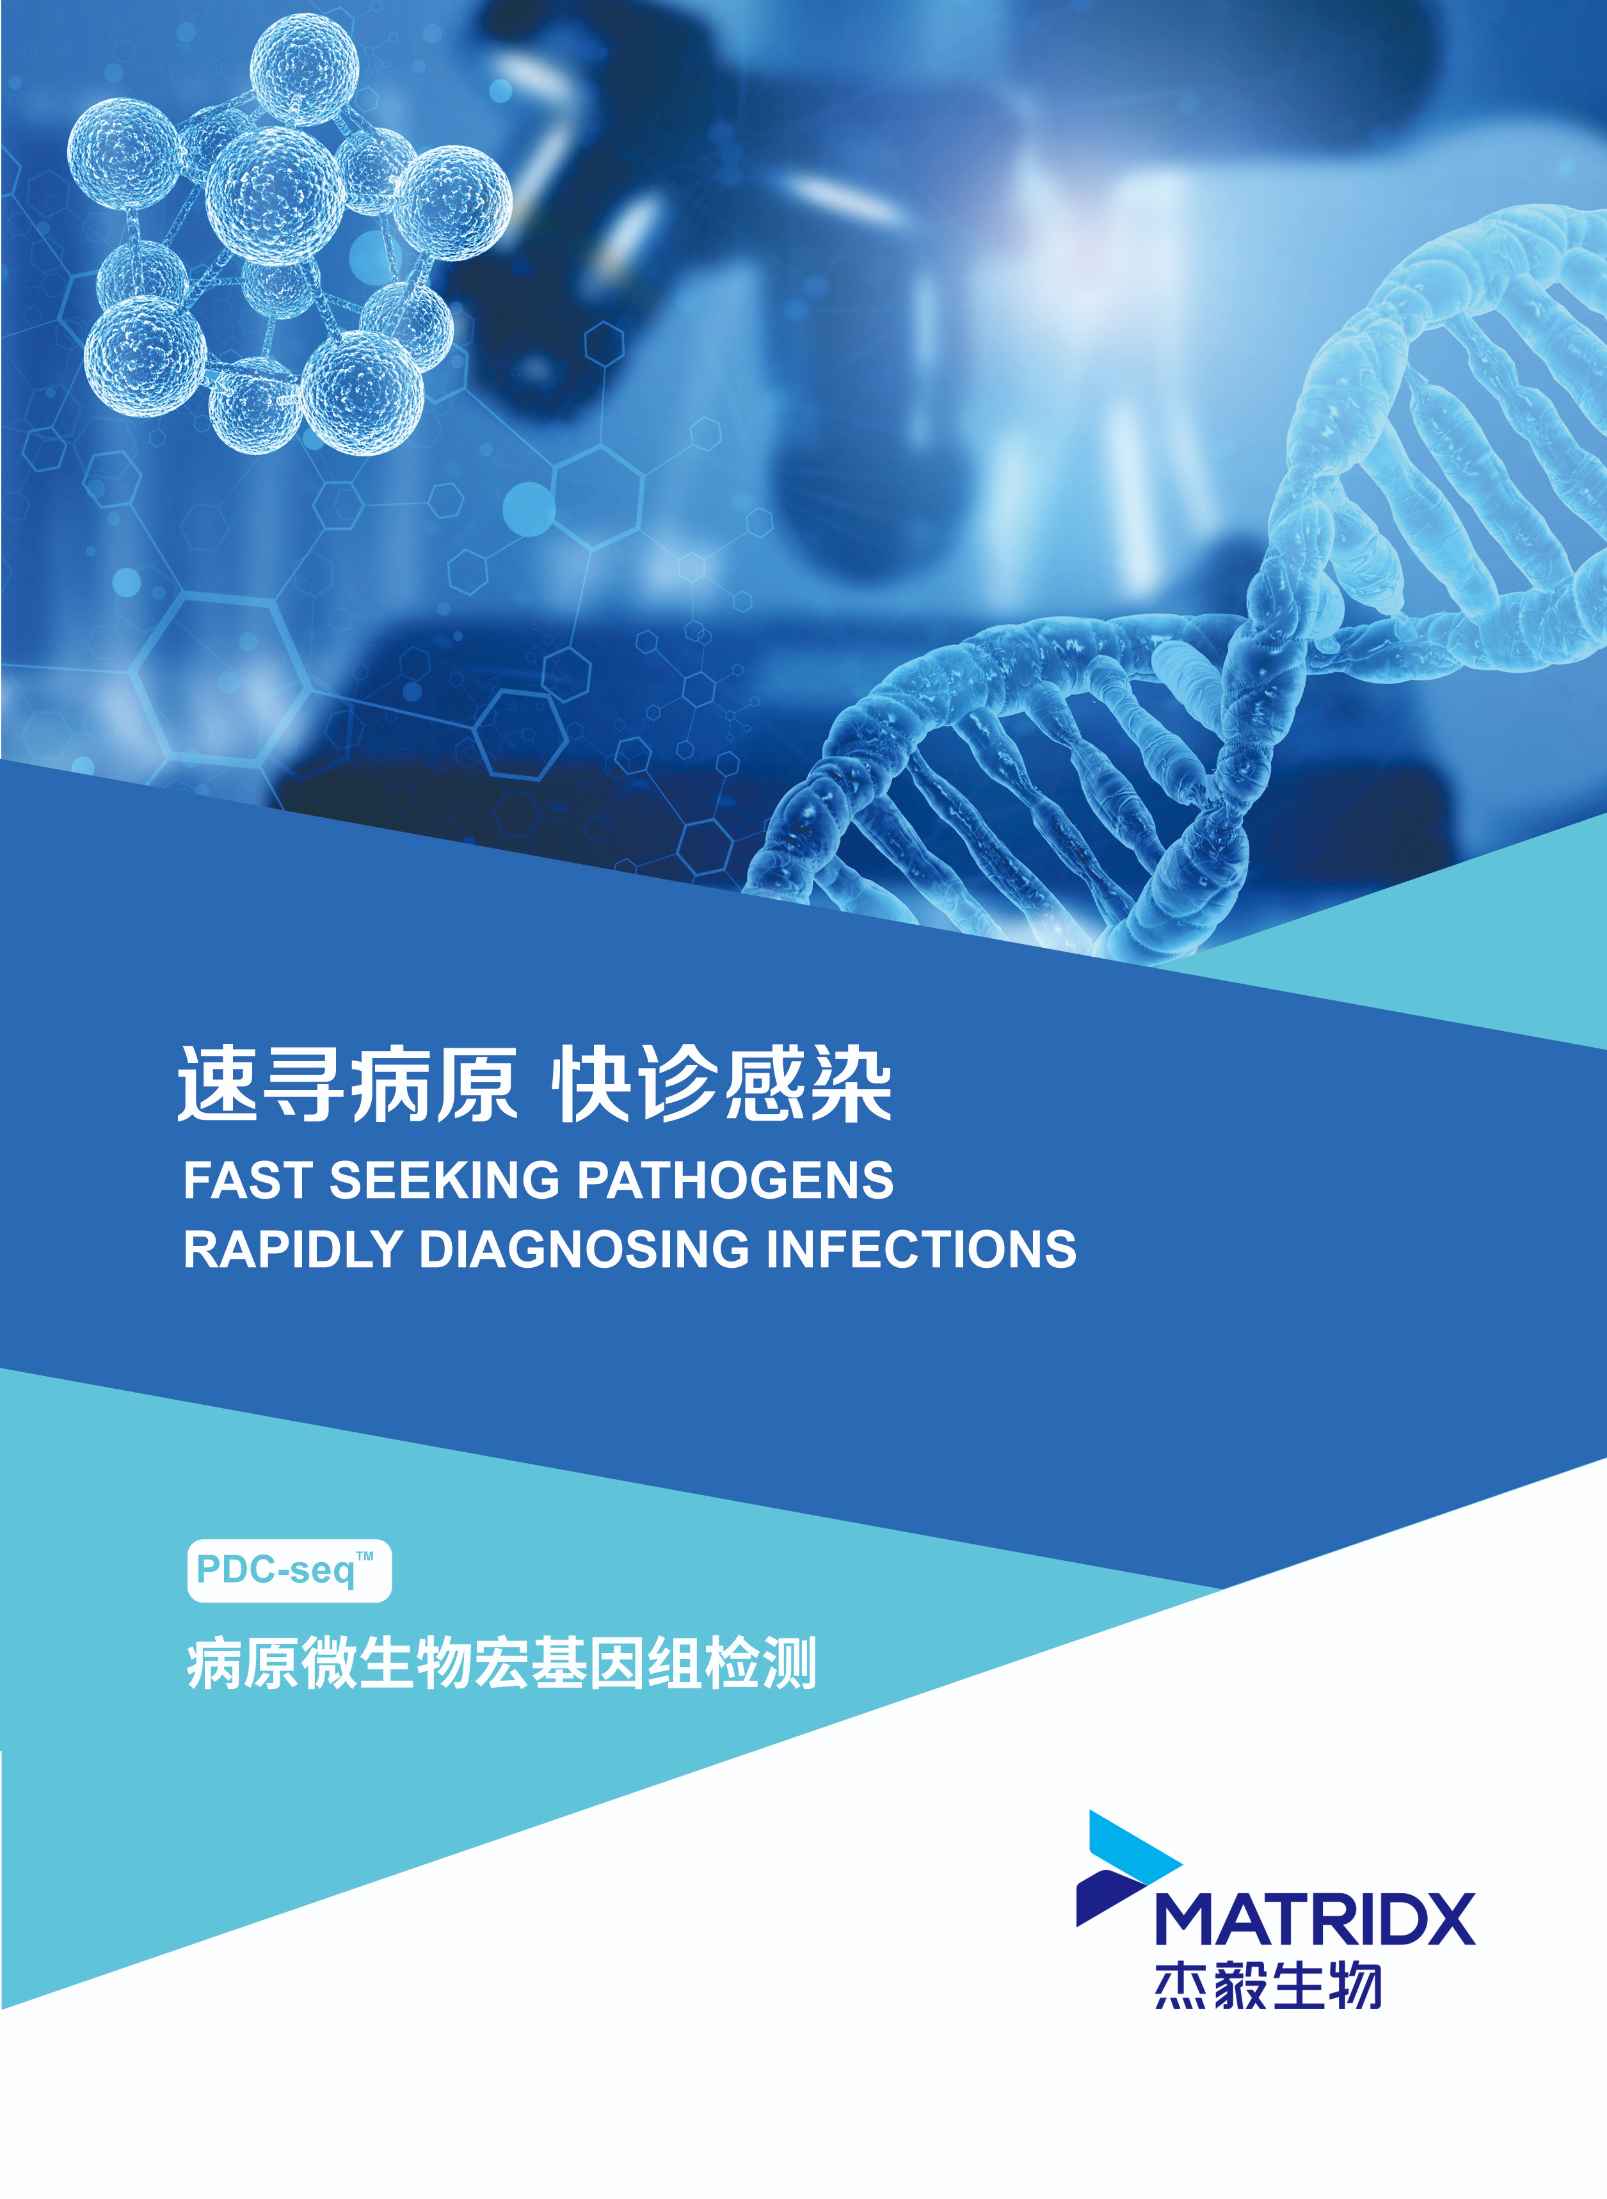 速寻病原 快诊感染
FAST SEEKING PATHOGENS
RAPIDLY DIAGNOSING INFECTIONS
PDC-seq™
病原微生物宏基因组检测
MATRIDX
杰毅生物